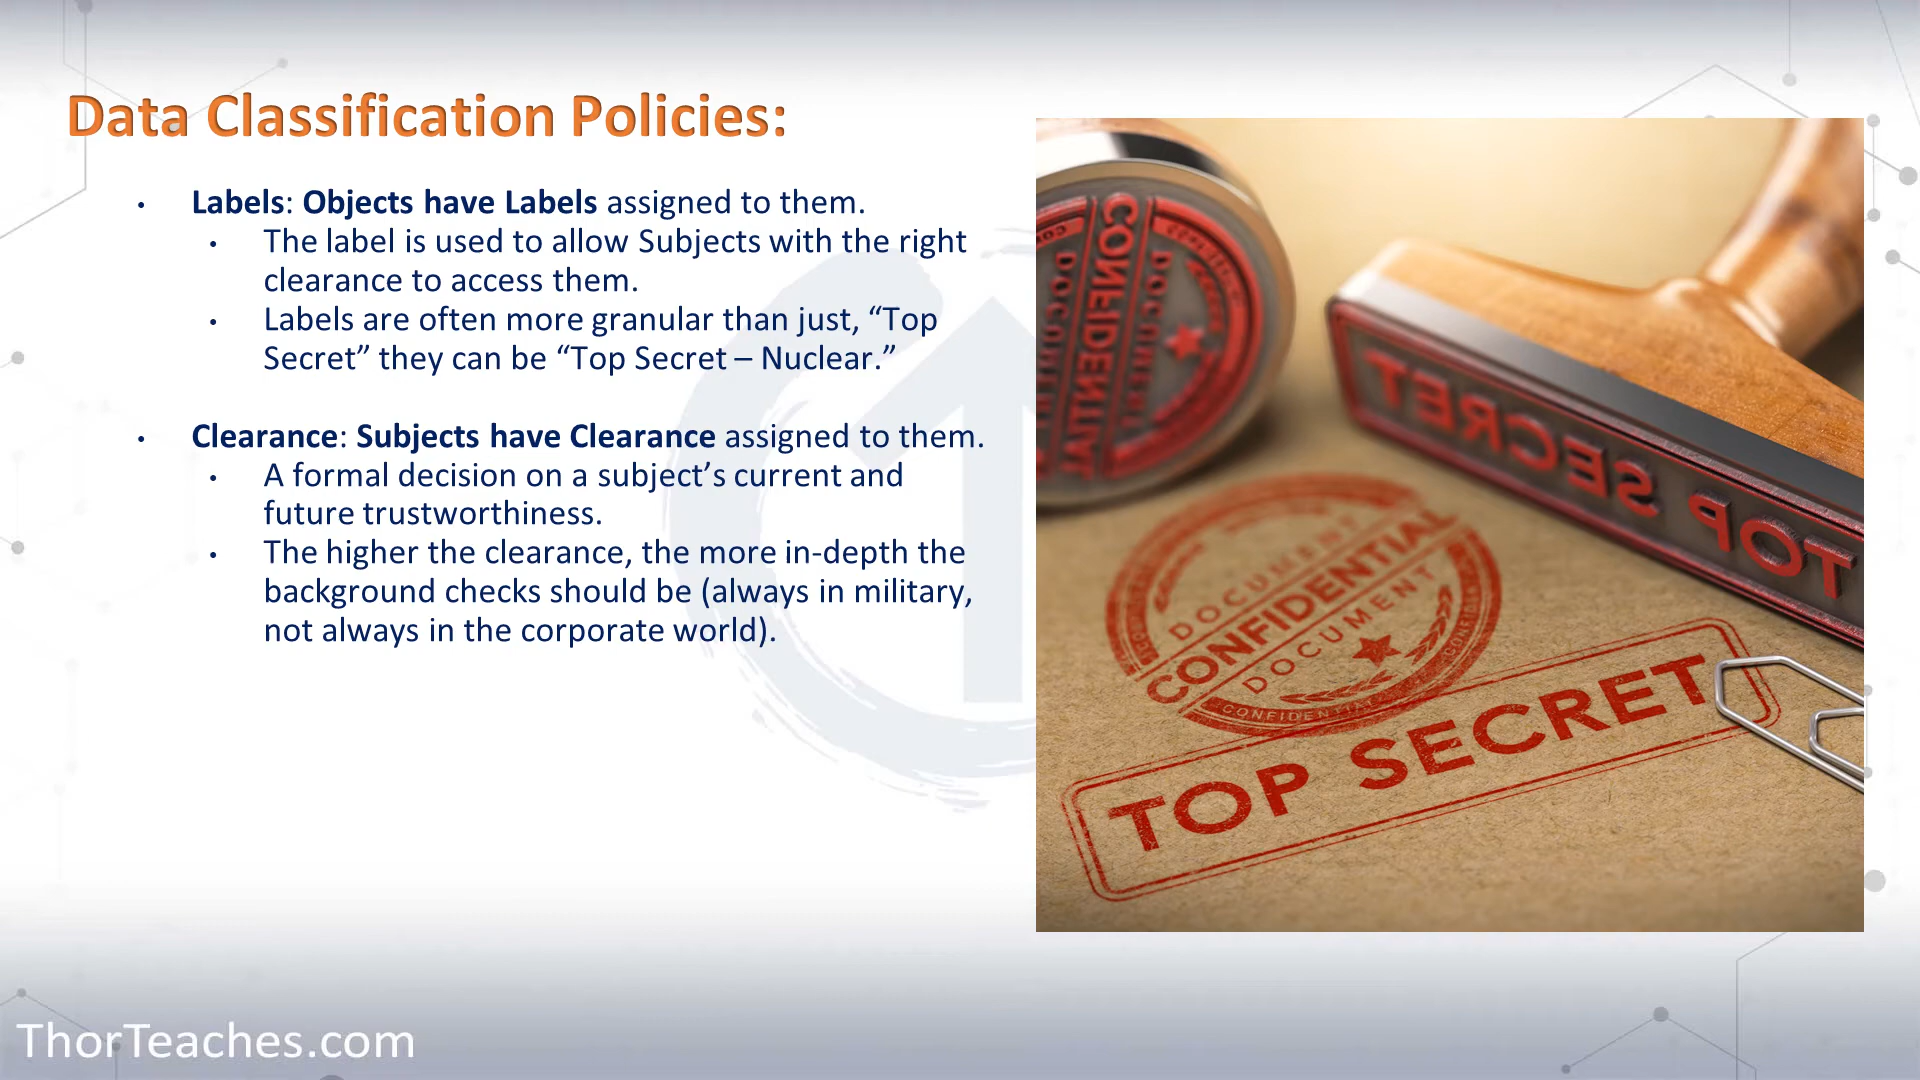 Data Classification Policies:
• Labels: Objects have Labels assigned to them.
• The label is used to allow Subjects with the right
clearance to access them.
• Labels are often more granular than just, “Top
Secret” they can be “Top Secret – Nuclear.”
• Clearance: Subjects have Clearance assigned to them.
• A formal decision on a subject’s current and
future trustworthiness.
• The higher the clearance, the more in-depth the
background checks should be (always in military,
not always in the corporate world).
CONFIDENTIAL
DOCUMENT
TOP SECRET
DOCUMENT
CONFIDENTIAL
DOCUMENT
CONFIDENTIAL
TOP SECRET
ThorTeaches.com